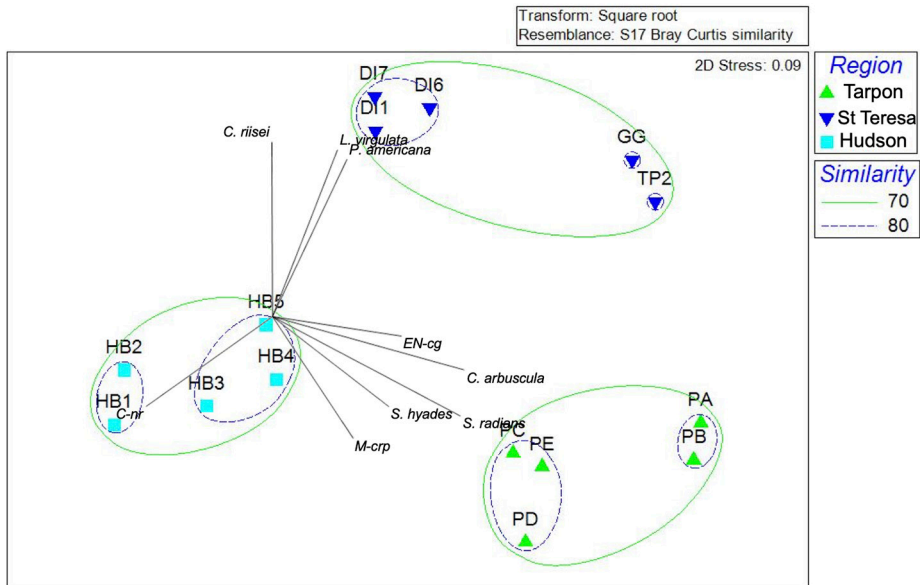 Transform: Square root
Resemblance: S17 Bray Curtis similarity
2D Stress: 0.09
Region
Tarpon
St Teresa
Hudson
Similarity
70
80
DI7
DI6
DI1
C. riisei
L. virgulata
P. americana
GG
TP2
HB5
HB2
HB4
HB3
HB1
C-nr
EN-cg
C. arbuscula
S. hyades
S. radians
M-crp
PA
PC
PE
PB
PD